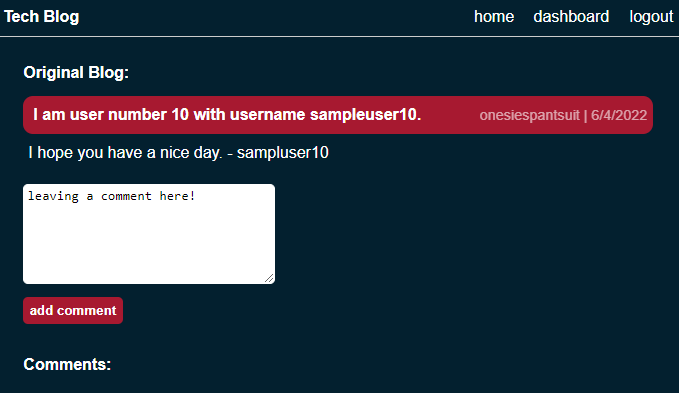 Tech Blog
home dashboard logout
Original Blog:
I am user number 10 with username sampleuser10. onesiespantsuit | 6/4/2022
I hope you have a nice day. - sampluser10
leaving a comment here!
add comment
Comments: